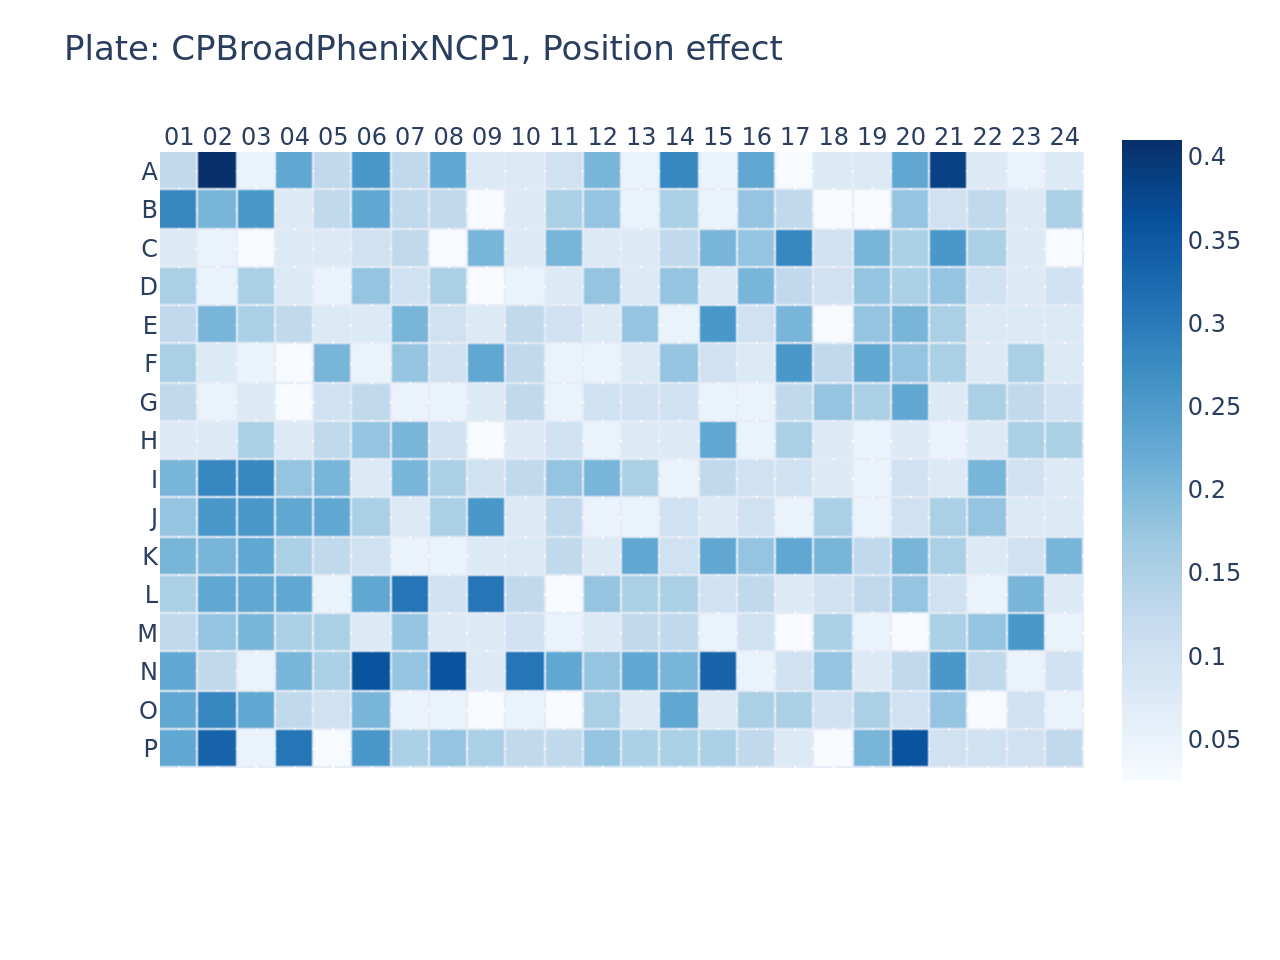 Plate: CPBroadPhenixNCP1, Position effect
01 02 03 04 05 06 07 08 09 10 11 12 13 14 15 16 17 18 19 20 21 22 23 24
A
B
C
D
E
F
G
H
I
J
K
L
M
N
O
P
0.4
0.35
0.3
0.25
0.2
0.15
0.1
0.05